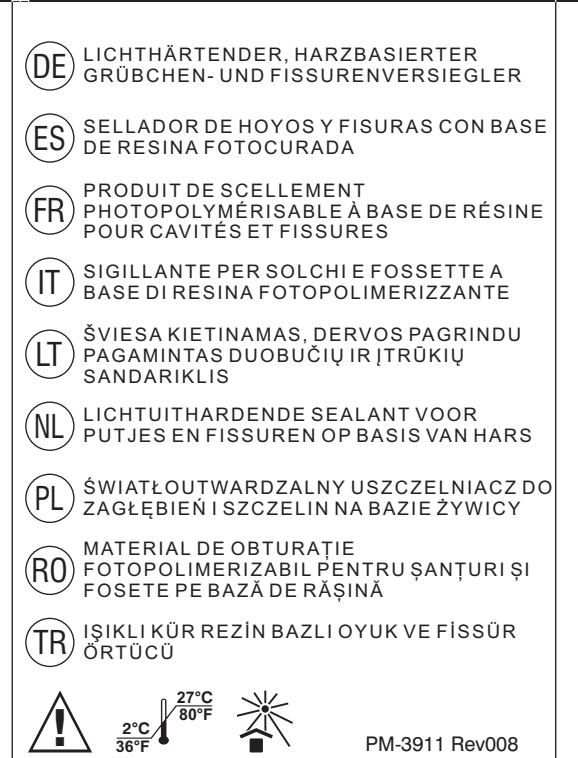 DE LICHTHÄRTENDER, HARZBASIERTER
GRÜBCHEN- UND FISSURENVERSIEGLER
ES SELLADOR DE HOYOS Y FISURAS CON BASE
DE RESINA FOTOCURADA
FR PRODUIT DE SCELLEMENT
PHOTOPOLYMÉRISABLE À BASE DE RÉSINE
POUR CAVITÉS ET FISSURES
IT SIGILLANTE PER SOLCHI E FOSSETTE A
BASE DI RESINA FOTOPOLIMERIZZANTE
LT ŠVIESA KIETINAMAS, DERVOS PAGRINDU
PAGAMINTAS DUOBUČIŲ IR ĮTRŪKIŲ
SANDARIKLIS
NL LICHTUITHARDENDE SEALANT VOOR
PUTJES EN FISSUREN OP BASIS VAN HARS
PL ŚWIATŁOUTWARDZALNY USZCZELNIACZ DO
ZAGŁĘBIEŃ I SZCZELIN NA BAZIE ŻYWICY
RO MATERIAL DE OBTURAȚIE
FOTOPOLIMERIZABIL PENTRU ȘANȚURI ȘI
FOSETE PE BAZĂ DE RĂȘINĂ
TR IŞIKLI KÜR REZİN BAZLI OYUK VE FİSSÜR
ÖRTÜCÜ
27°C
80°F
2°C
36°F
PM-3911 Rev008